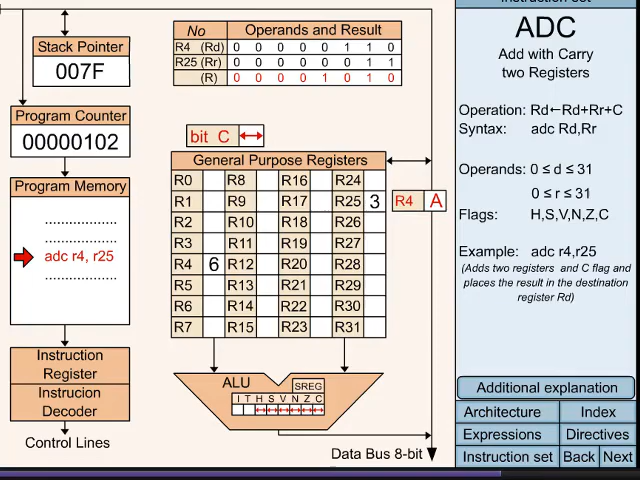 Instruction set
ADC
Add with Carry
two Registers
Operation: Rd←Rd+Rr+C
Syntax: adc Rd,Rr
Operands: 0 ≤ d ≤ 31
0 ≤ r ≤ 31
Flags: H,S,V,N,Z,C
Example: adc r4,r25
(Adds two registers and C flag and
places the result in the destination
register Rd)
Additional explanation
Architecture Index
Expressions Directives
Instruction set Back Next
Stack Pointer
007F
Program Counter
00000102
Program Memory
......................
......................
adc r4, r25
......................
Instruction
Register
Instrucion
Decoder
Control Lines
No Operands and Result
R4 (Rd) 0 0 0 0 0 1 1 0
R25 (Rr) 0 0 0 0 0 0 1 1
(R) 0 0 0 0 1 0 1 0
bit C
General Purpose Registers
R0 R8 R16 R24
R1 R9 R17 R25 3
R2 R10 R18 R26
R3 R11 R19 R27
R4 6 R12 R20 R28
R5 R13 R21 R29
R6 R14 R22 R30
R7 R15 R23 R31
R4 A
ALU
SREG
I T H S V N Z C
Data Bus 8-bit